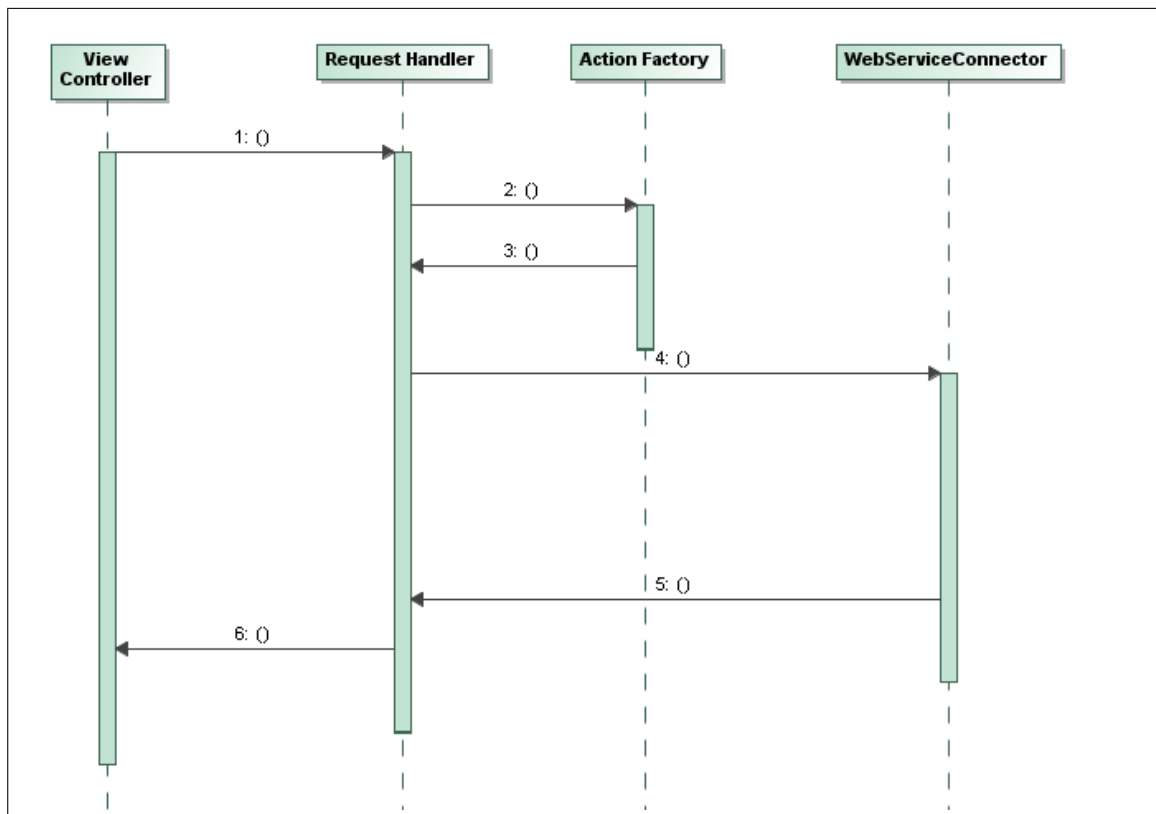 View
Controller
Request Handler
Action Factory
WebServiceConnector
1: ()
2: ()
3: ()
4: ()
5: ()
6: ()